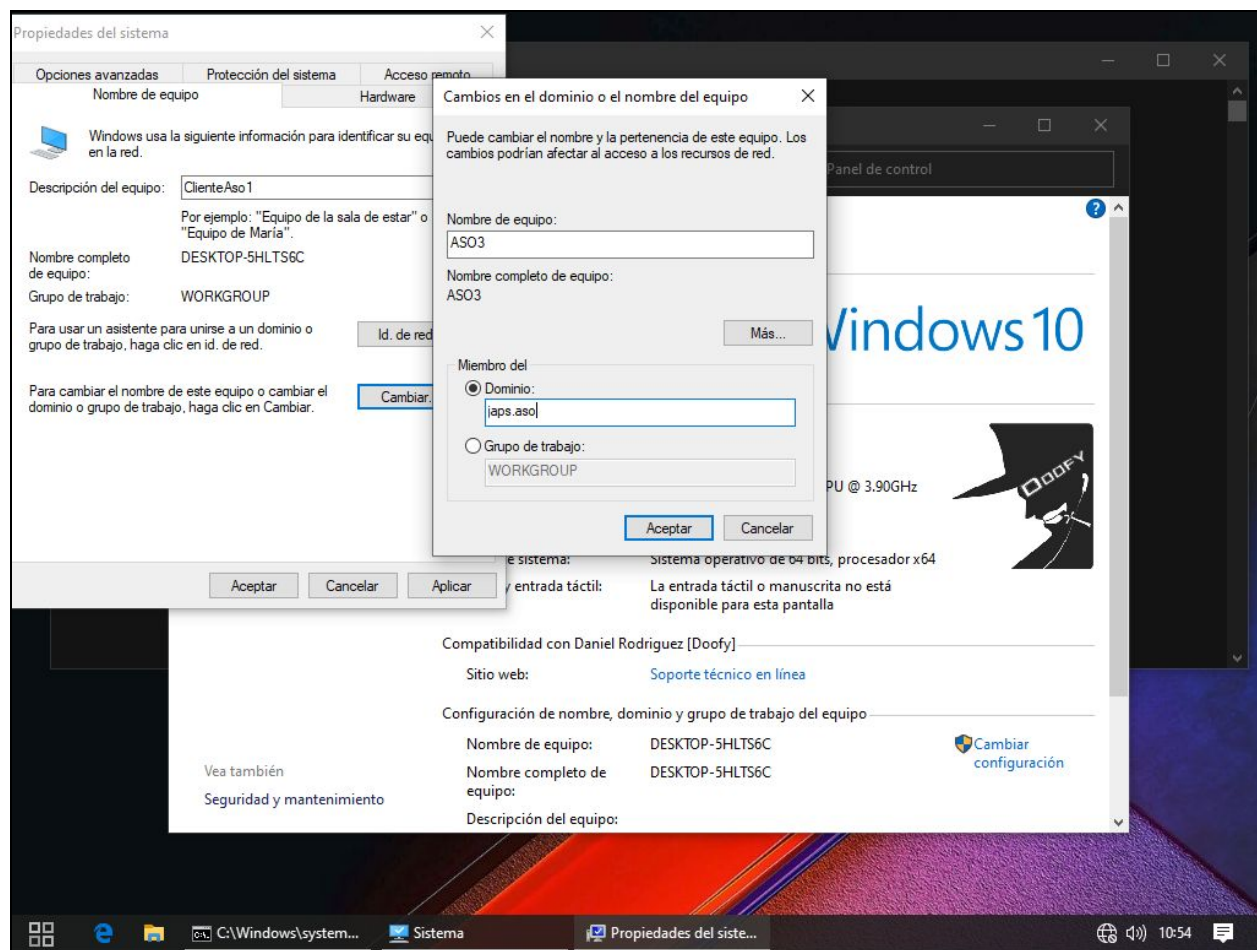 Propiedades del sistema
Opciones avanzadas
Protección del sistema
Acceso remoto
Nombre de equipo
Hardware
Windows usa la siguiente información para identificar su equ
en la red.
Descripción del equipo:
ClienteAso1
Por ejemplo: "Equipo de la sala de estar" o
"Equipo de María".
Nombre completo
de equipo:
DESKTOP-5HLTS6C
Grupo de trabajo:
WORKGROUP
Para usar un asistente para unirse a un dominio o
grupo de trabajo, haga clic en id. de red.
Id. de red
Para cambiar el nombre de este equipo o cambiar el
dominio o grupo de trabajo, haga clic en Cambiar.
Cambiar.
Aceptar
Cancelar
Aplicar
Cambios en el dominio o el nombre del equipo
Puede cambiar el nombre y la pertenencia de este equipo. Los
cambios podrían afectar al acceso a los recursos de red.
Nombre de equipo:
ASO3
Nombre completo de equipo:
ASO3
Más...
Miembro del
Dominio:
japs.aso
Grupo de trabajo:
WORKGROUP
Aceptar
Cancelar
Panel de control
Windows 10
PU @ 3.90GHz
DOOFY
e sistema:
Sistema operativo de 64 bits, procesador x64
y entrada táctil:
La entrada táctil o manuscrita no está
disponible para esta pantalla
Compatibilidad con Daniel Rodriguez [Doofy]
Sitio web:
Soporte técnico en línea
Configuración de nombre, dominio y grupo de trabajo del equipo
Nombre de equipo:
DESKTOP-5HLTS6C
Cambiar
configuración
Nombre completo de
equipo:
DESKTOP-5HLTS6C
Descripción del equipo:
Vea también
Seguridad y mantenimiento
C:\Windows\system...
Sistema
Propiedades del siste...
10:54